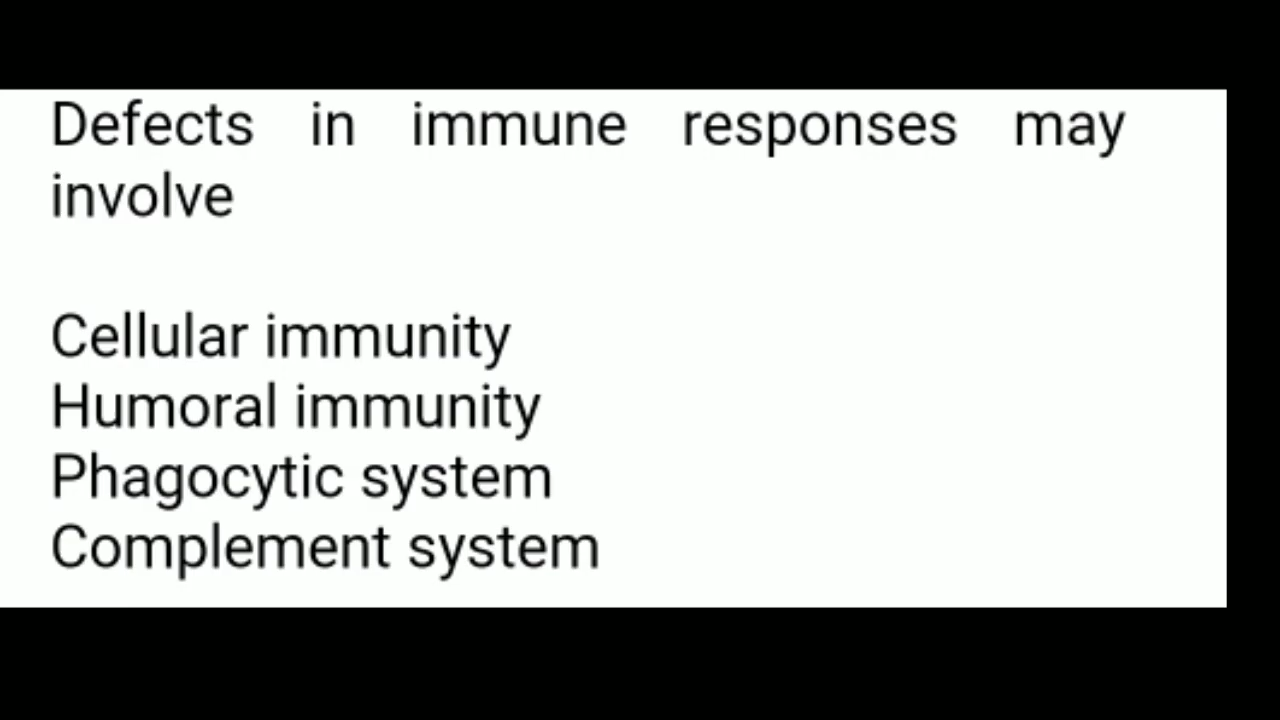 Defects in immune responses may
involve
Cellular immunity
Humoral immunity
Phagocytic system
Complement system